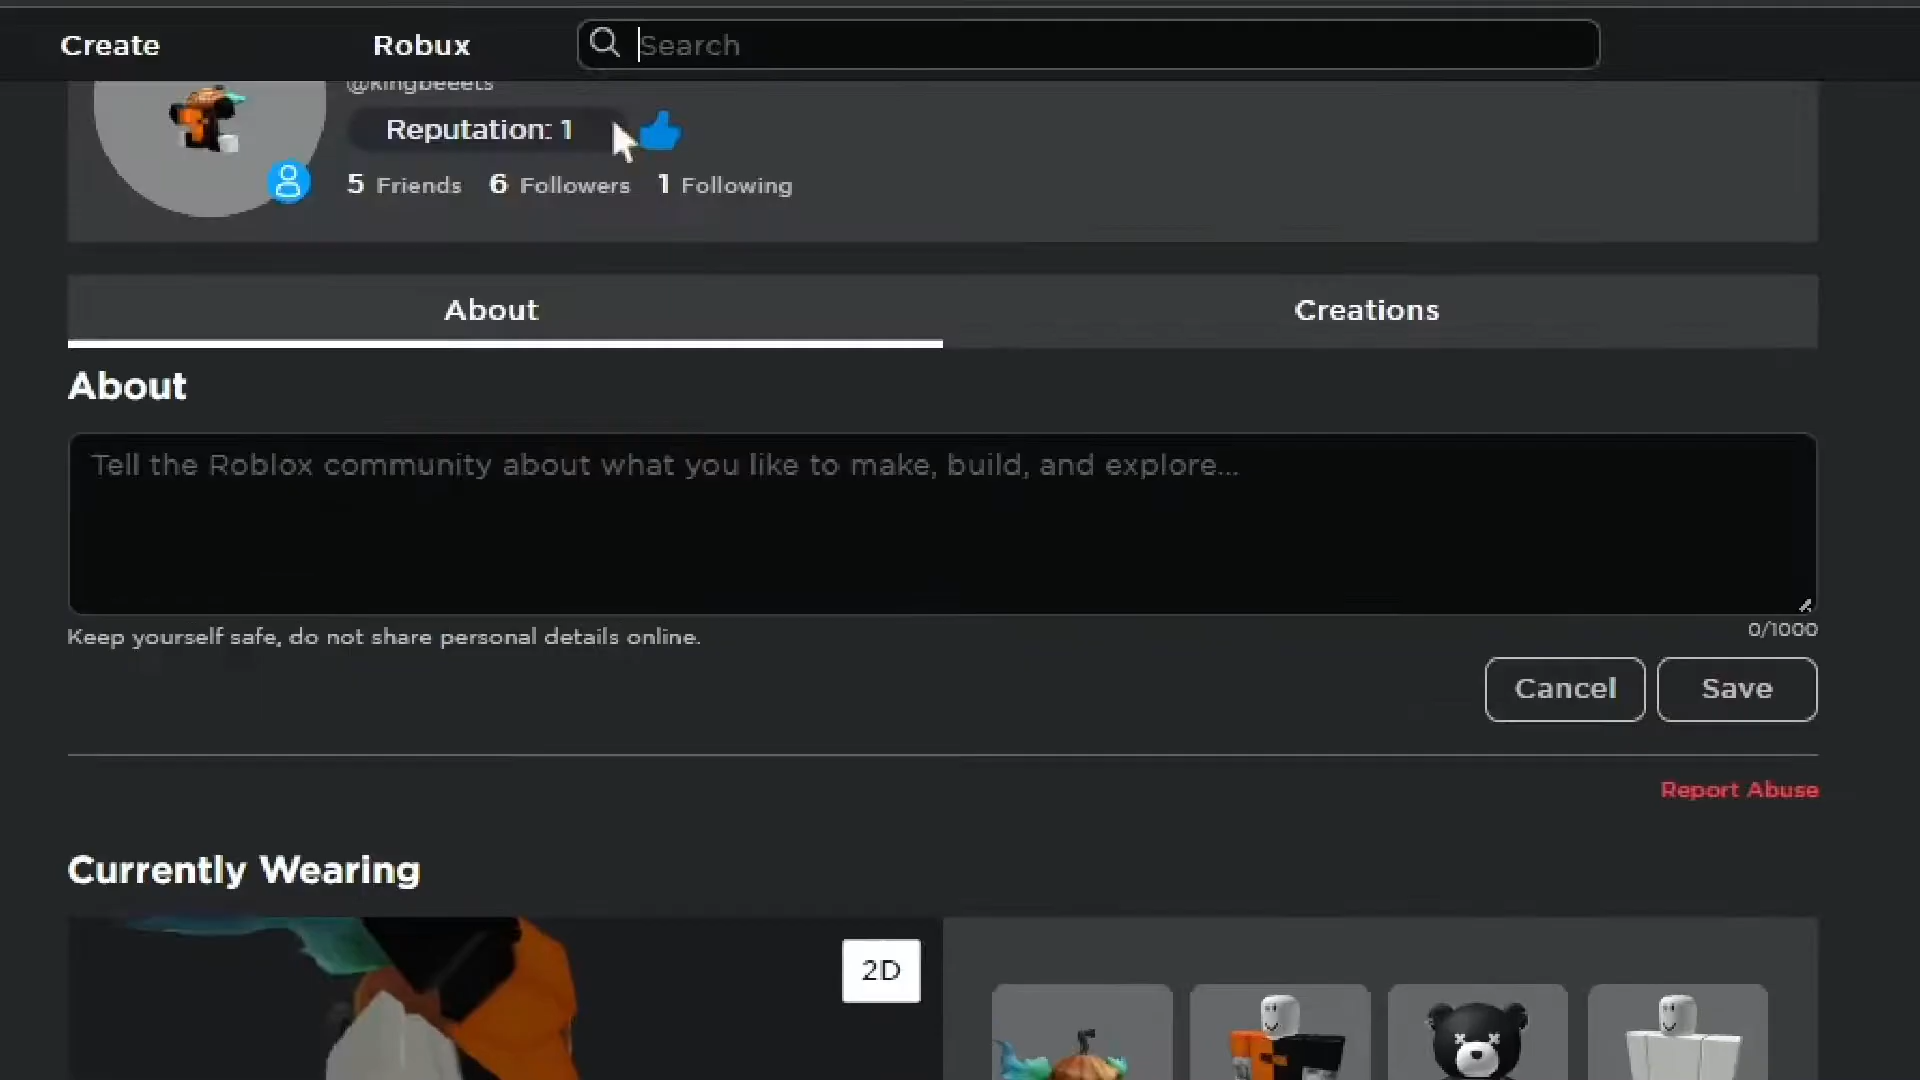 Create Robux Search
@kingbeeets
Reputation: 1
5 Friends 6 Followers 1 Following
About Creations
About
Tell the Roblox community about what you like to make, build, and explore...
Keep yourself safe, do not share personal details online.
0/1000
Cancel Save
Report Abuse
Currently Wearing
2D